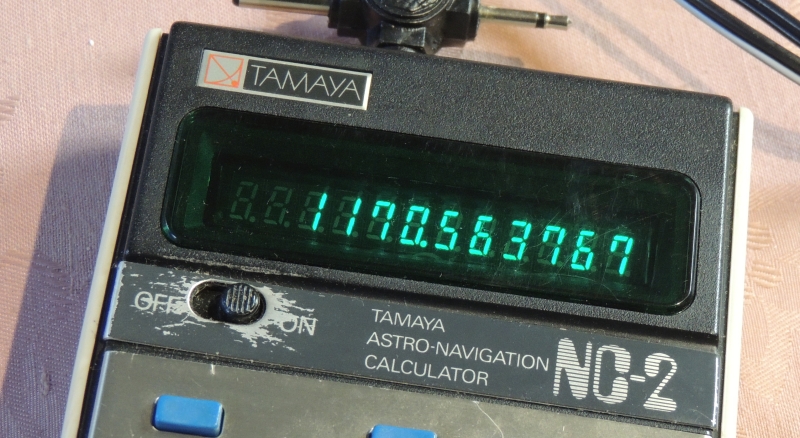 TAMAYA
1170.563767
OFF
ON
TAMAYA
ASTRO-NAVIGATION
CALCULATOR
NC-2